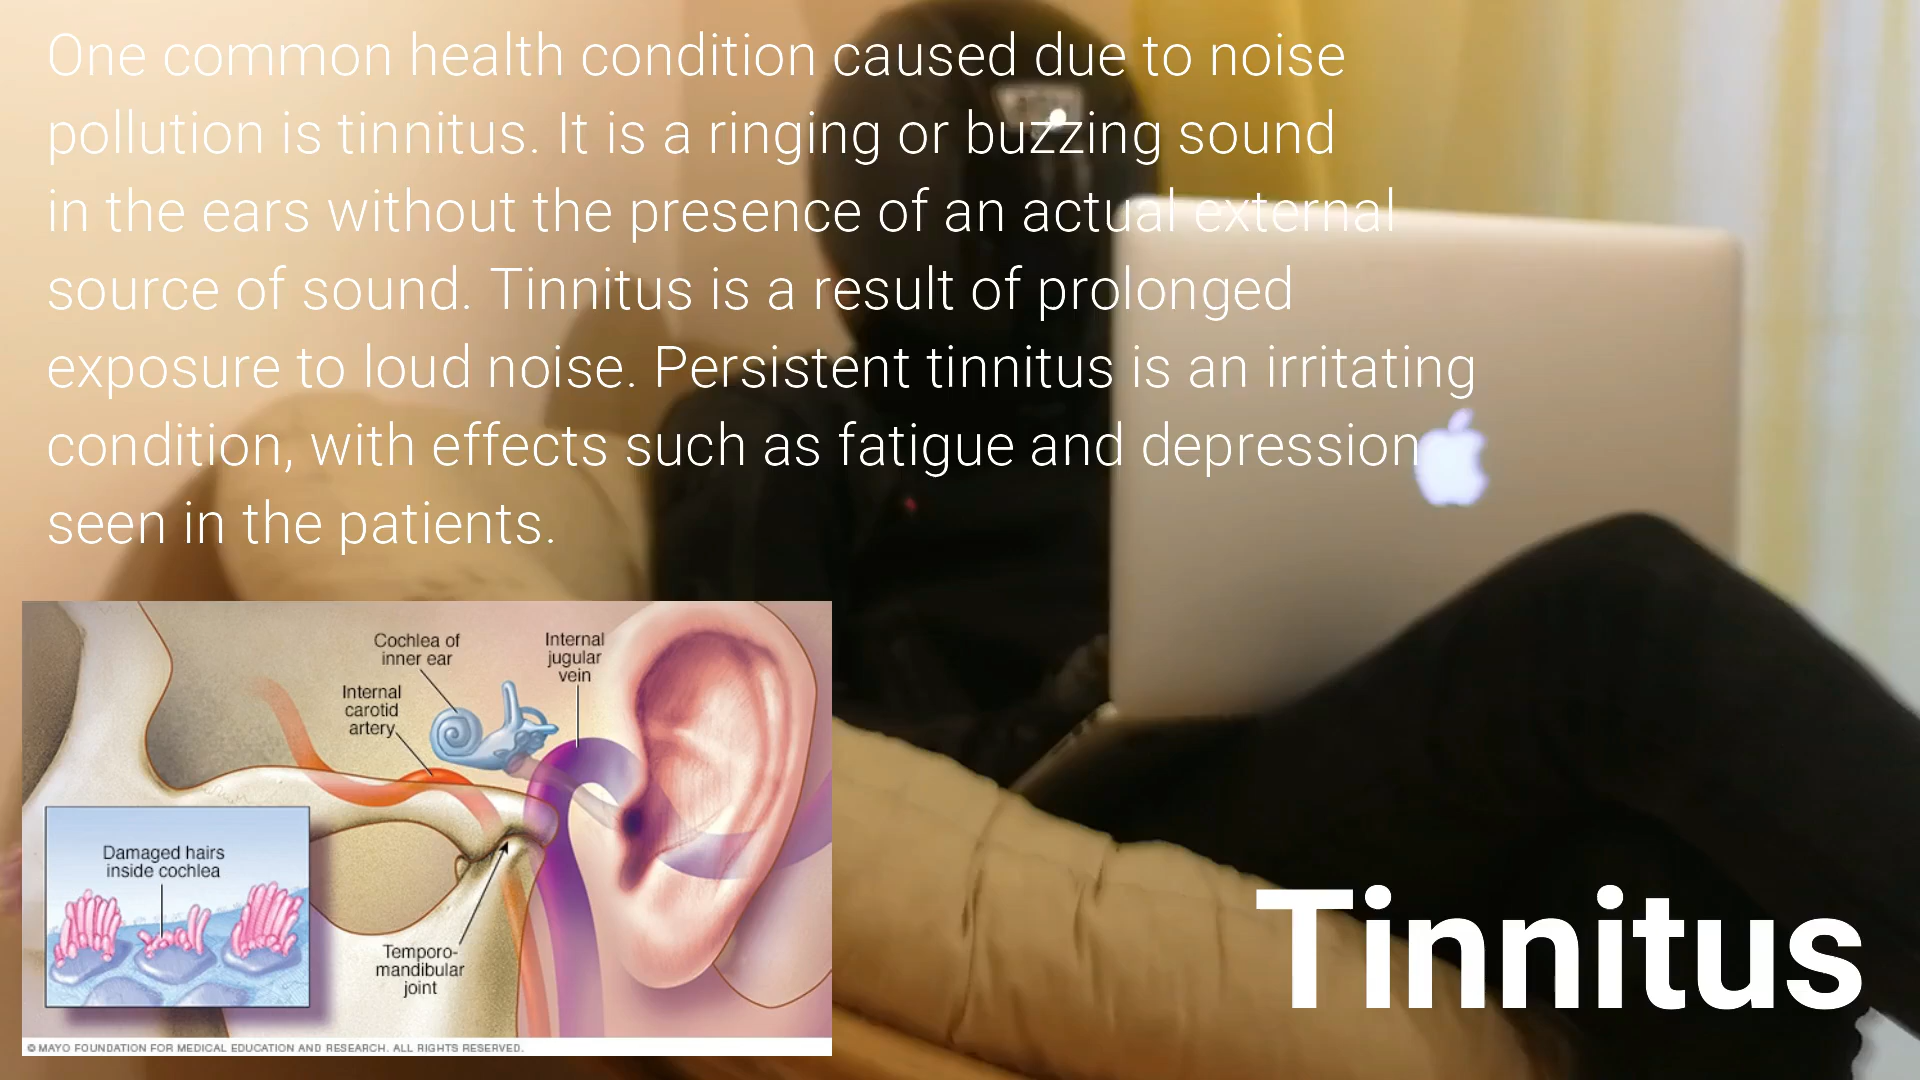 One common health condition caused due to noise
pollution is tinnitus. It is a ringing or buzzing sound
in the ears without the presence of an actual external
source of sound. Tinnitus is a result of prolonged
exposure to loud noise. Persistent tinnitus is an irritating
condition, with effects such as fatigue and depression
seen in the patients.
Cochlea of
inner ear
Internal
jugular
vein
Internal
carotid
artery
Damaged hairs
inside cochlea
Temporo-
mandibular
joint
© MAYO FOUNDATION FOR MEDICAL EDUCATION AND RESEARCH. ALL RIGHTS RESERVED.
Tinnitus